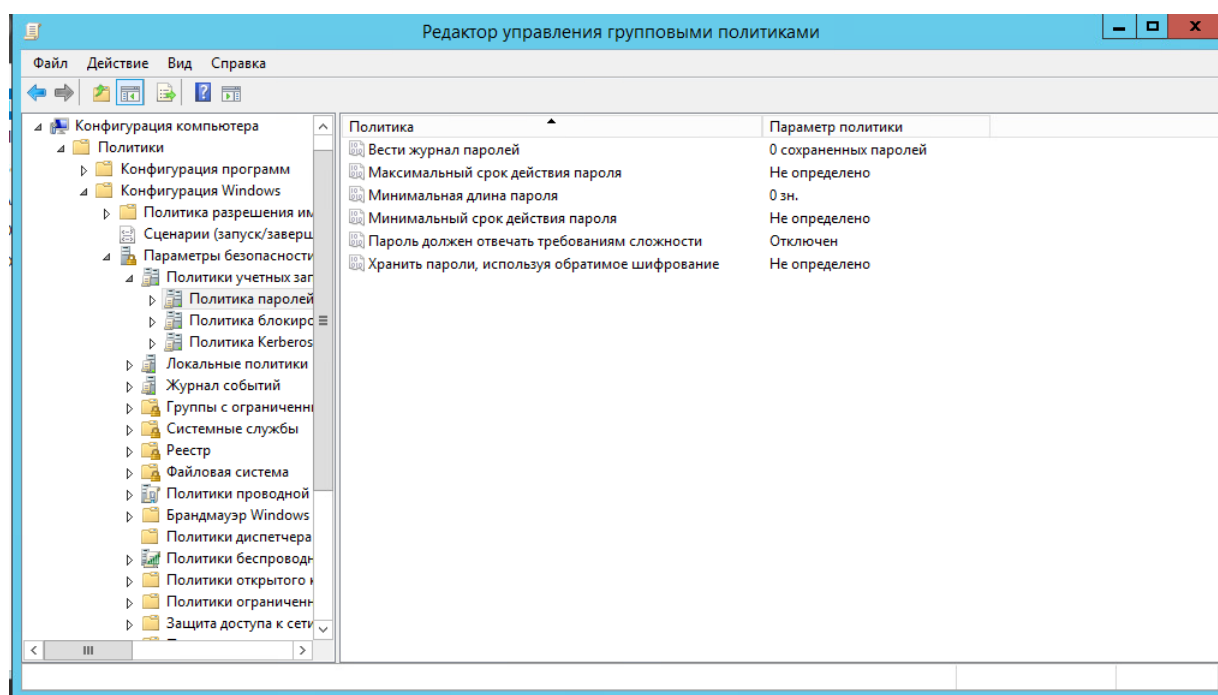 Редактор управления групповыми политиками
Файл Действие Вид Справка
Конфигурация компьютера
Политики
Конфигурация программ
Конфигурация Windows
Политика разрешения им
Сценарии (запуск/заверш
Параметры безопасности
Политики учетных зап
Политика паролей
Политика блокирс
Политика Kerberos
Локальные политики
Журнал событий
Группы с ограниченн
Системные службы
Реестр
Файловая система
Политики проводной
Брандмауэр Windows
Политики диспетчера
Политики беспроводн
Политики открытого к
Политики ограничен
Защита доступа к сети
Политика Параметр политики
Вести журнал паролей 0 сохраненных паролей
Максимальный срок действия пароля Не определено
Минимальная длина пароля 0 зн.
Минимальный срок действия пароля Не определено
Пароль должен отвечать требованиям сложности Отключен
Хранить пароли, используя обратимое шифрование Не определено